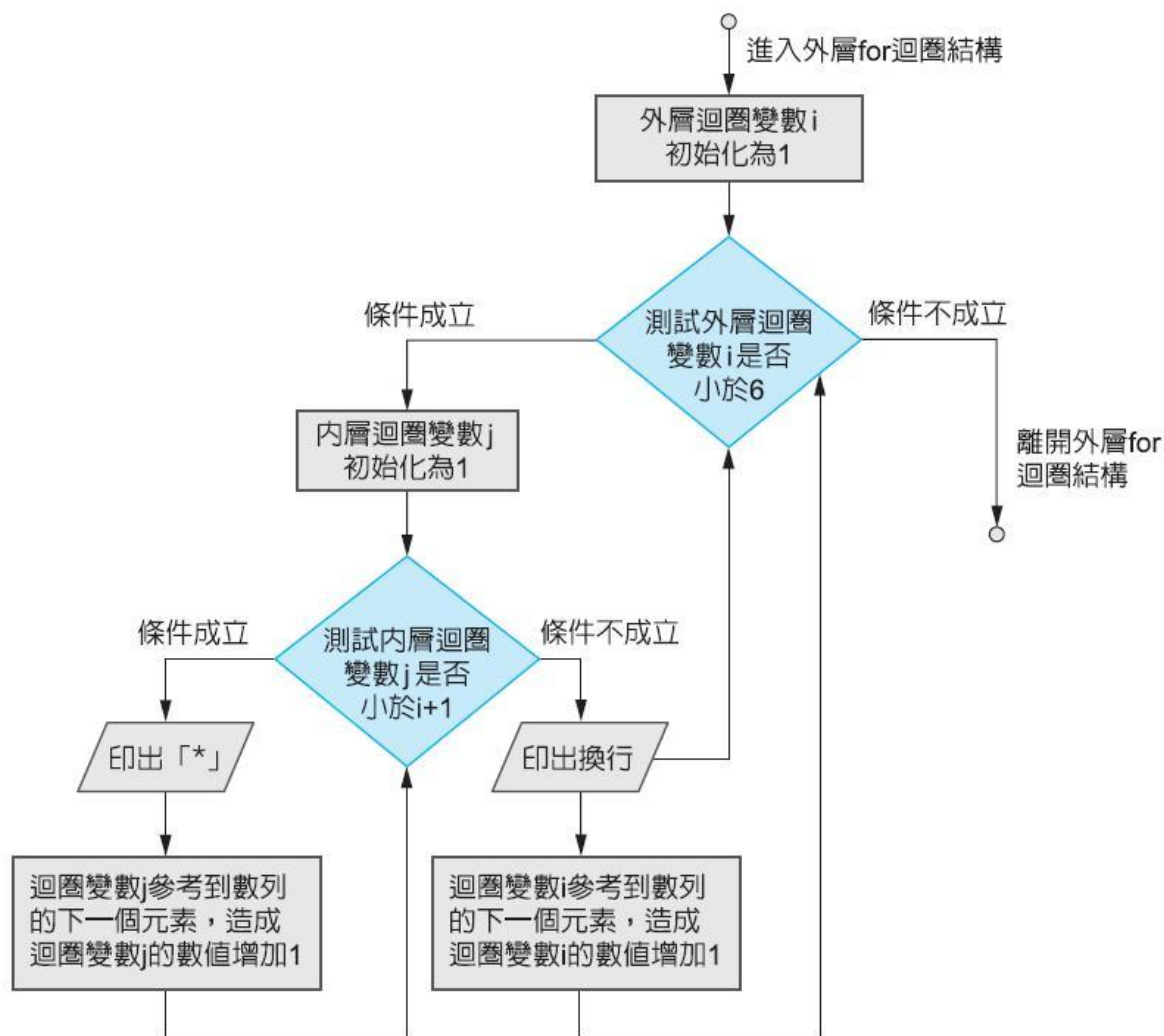 進入外層for迴圈結構
外層迴圈變數i
初始化為1
條件成立
測試外層迴圈
變數i是否
小於6
條件不成立
內層迴圈變數j
初始化為1
離開外層for
迴圈結構
條件成立
測試內層迴圈
變數j是否
小於i+1
條件不成立
印出「*」
印出換行
迴圈變數j參考到數列
的下一個元素，造成
迴圈變數j的數值增加1
迴圈變數i參考到數列
的下一個元素，造成
迴圈變數i的數值增加1